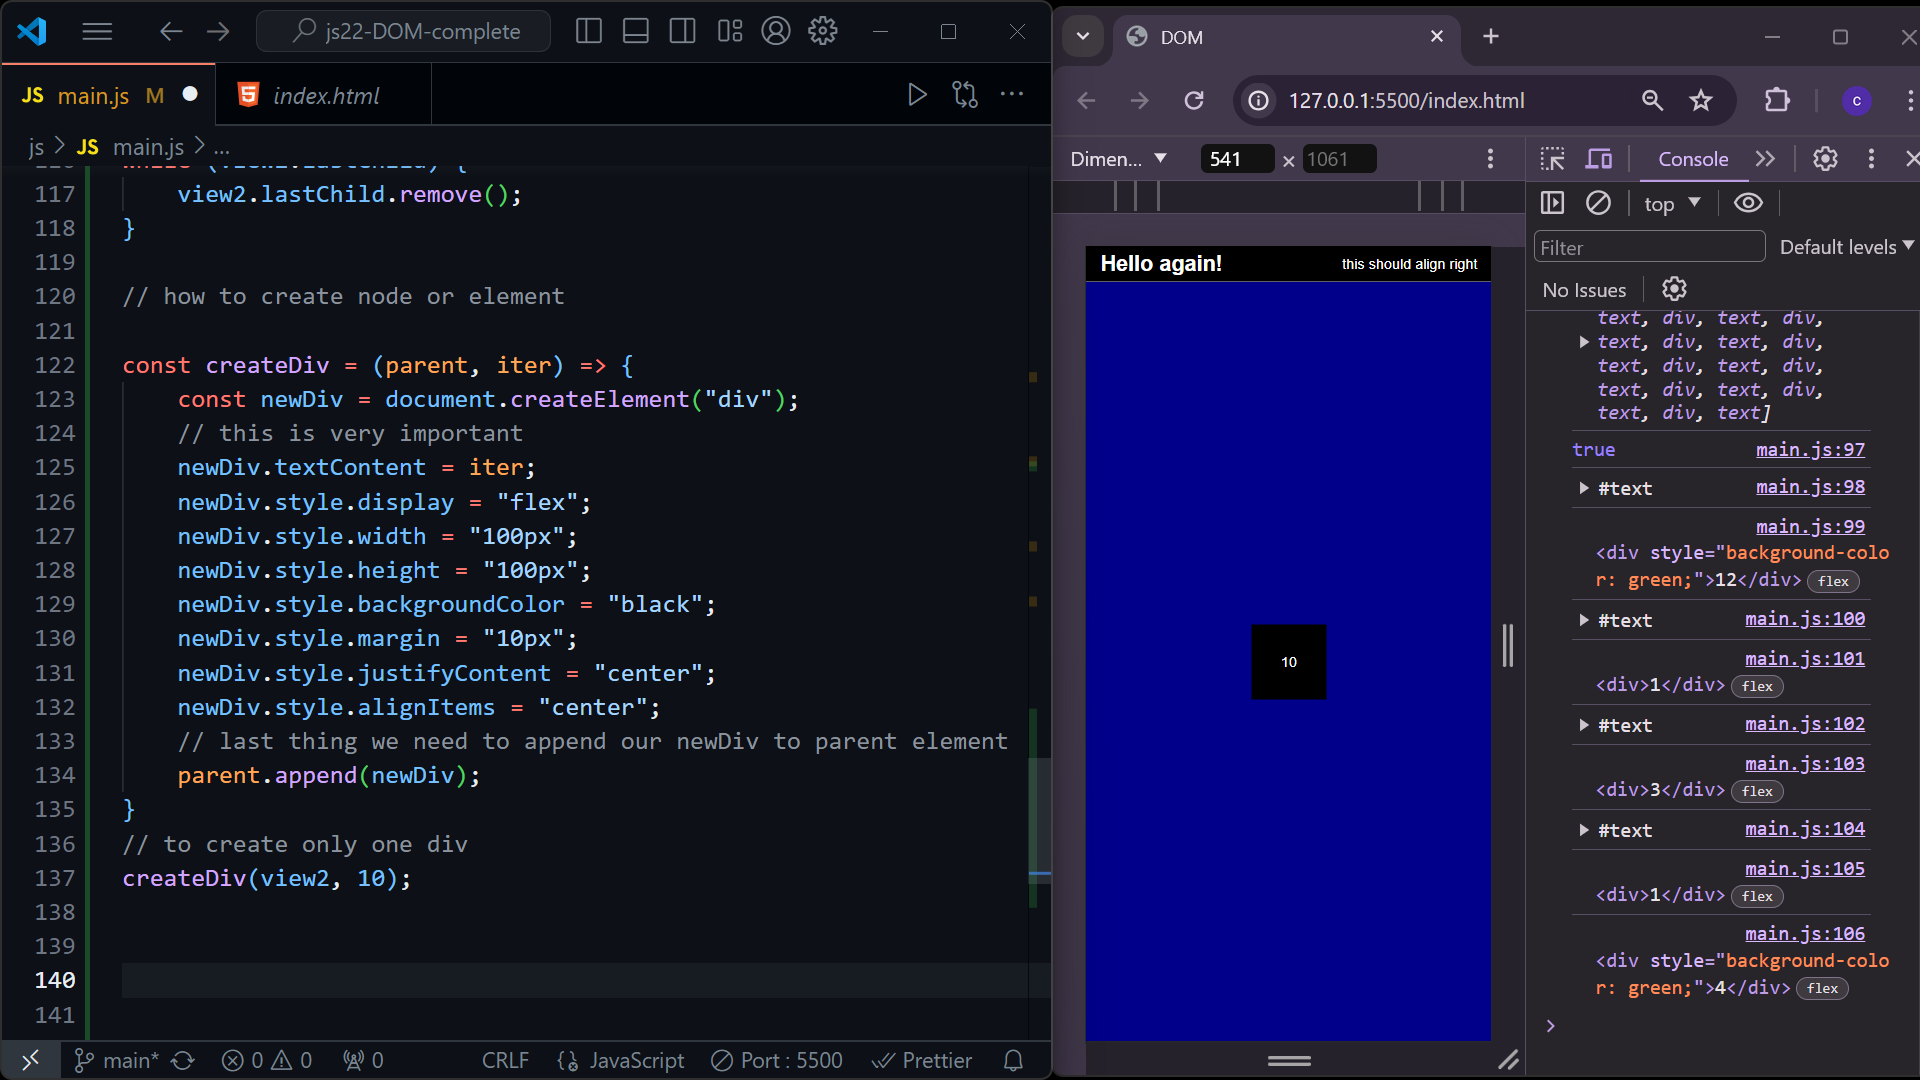 js22-DOM-complete
JS main.js M
index.html
js > JS main.js > ...
117 view2.lastChild.remove();
118 }
119
120 // how to create node or element
121
122 const createDiv = (parent, iter) => {
123 const newDiv = document.createElement("div");
124 // this is very important
125 newDiv.textContent = iter;
126 newDiv.style.display = "flex";
127 newDiv.style.width = "100px";
128 newDiv.style.height = "100px";
129 newDiv.style.backgroundColor = "black";
130 newDiv.style.margin = "10px";
131 newDiv.style.justifyContent = "center";
132 newDiv.style.alignItems = "center";
133 // last thing we need to append our newDiv to parent element
134 parent.append(newDiv);
135 }
136 // to create only one div
137 createDiv(view2, 10);
138
139
140
141
main* 0 0 0 CRLF {} JavaScript Port : 5500 Prettier
DOM
127.0.0.1:5500/index.html
c
Dimen... 541 × 1061
Hello again! this should align right
10
Console
top
Filter Default levels
No Issues
text, div, text, div,
text, div, text, div,
text, div, text, div,
text, div, text, div,
text, div, text]
true main.js:97
#text main.js:98
main.js:99
<div style="background-colo
r: green;">12</div> flex
#text main.js:100
main.js:101
<div>1</div> flex
#text main.js:102
main.js:103
<div>3</div> flex
#text main.js:104
main.js:105
<div>1</div> flex
main.js:106
<div style="background-colo
r: green;">4</div> flex